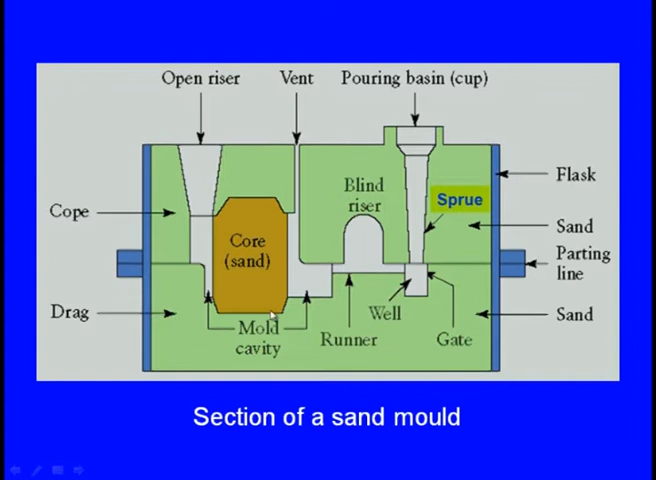 Open riser
Vent
Pouring basin (cup)
Blind
riser
Flask
Sprue
Cope
Sand
Core
(sand)
Parting
line
Drag
Sand
Mold
cavity
Runner
Well
Gate
Section of a sand mould